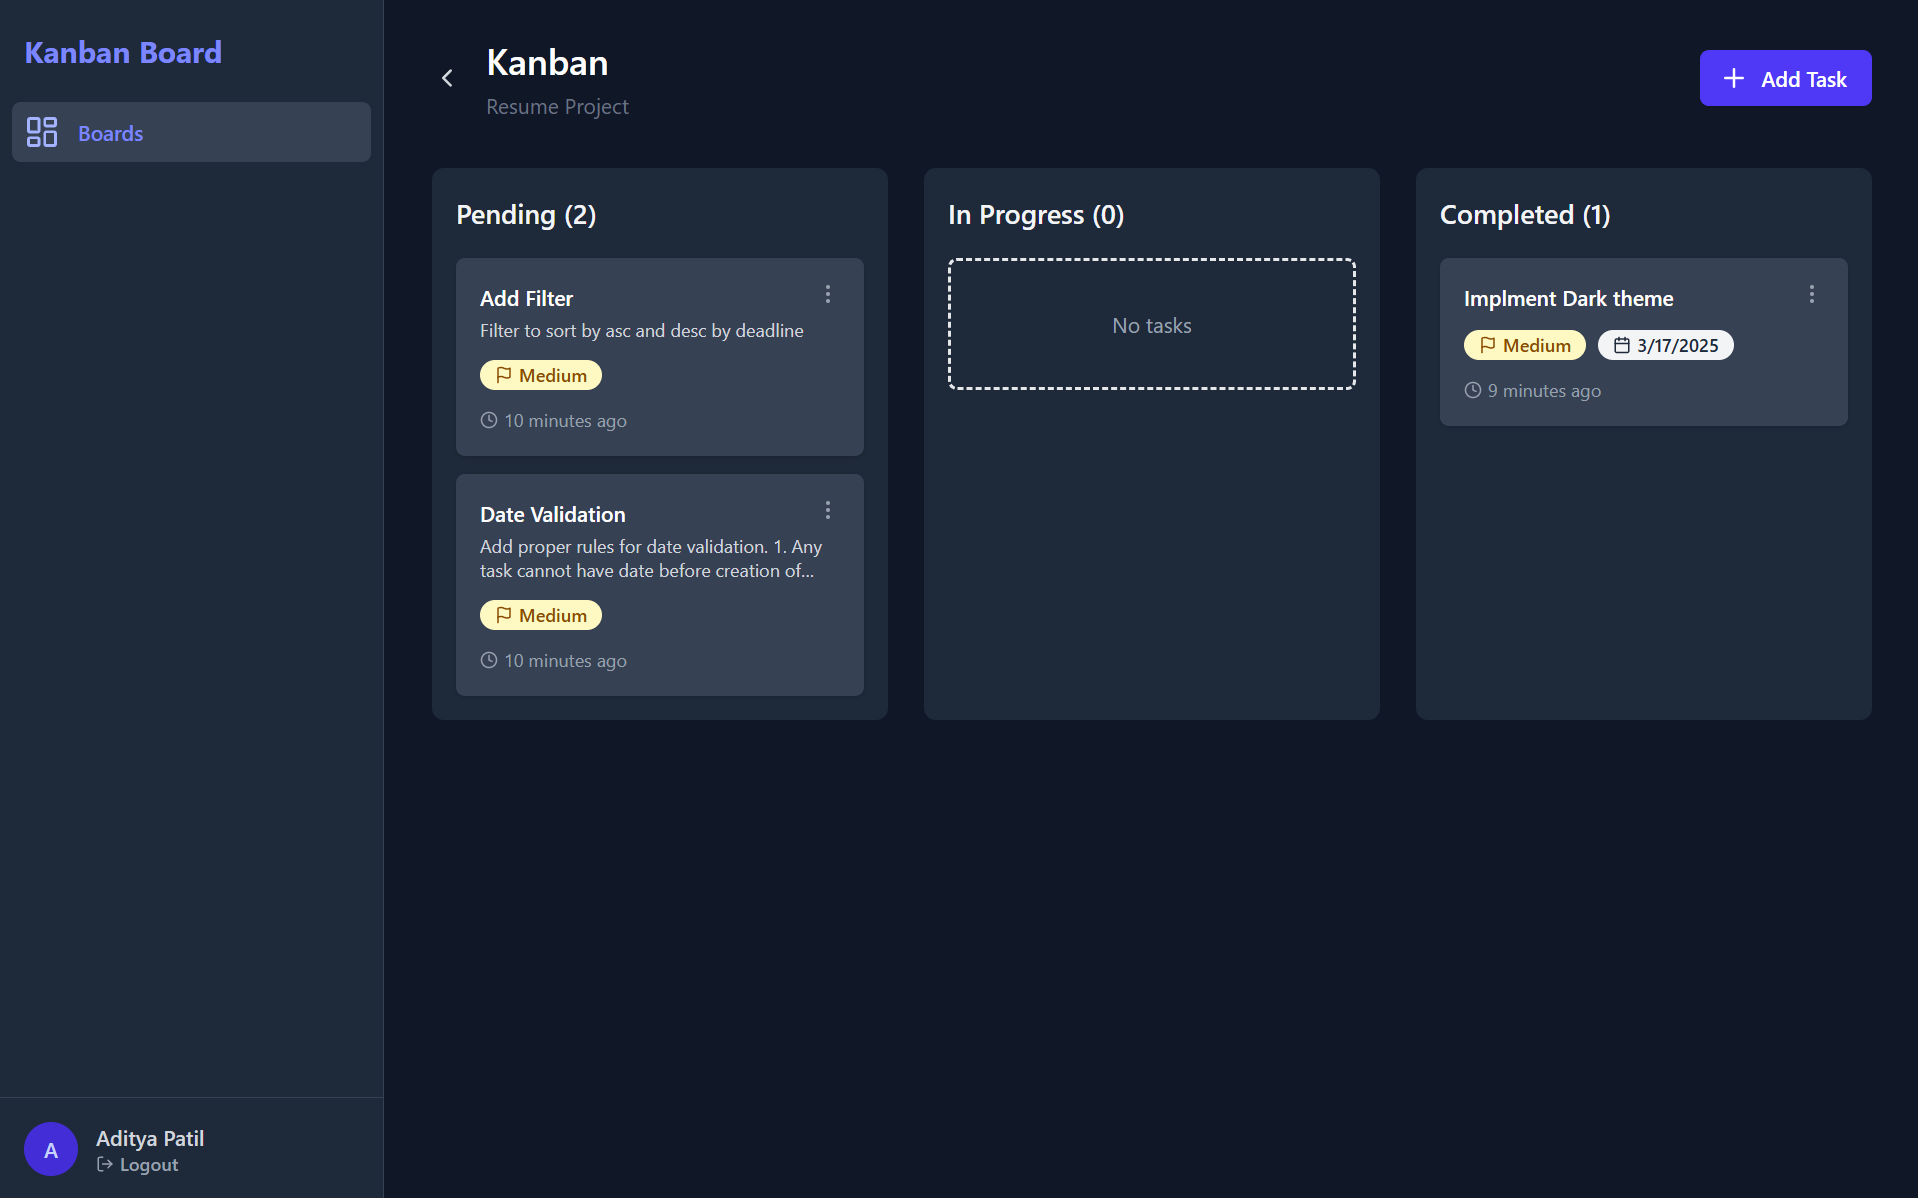 Kanban Board
Boards
Aditya Patil
A
Logout
Kanban
Resume Project
Add Task
Pending (2)
Add Filter
Filter to sort by asc and desc by deadline
Medium
10 minutes ago
Date Validation
Add proper rules for date validation. 1. Any
task cannot have date before creation of...
Medium
10 minutes ago
In Progress (0)
No tasks
Completed (1)
Implment Dark theme
Medium 3/17/2025
9 minutes ago